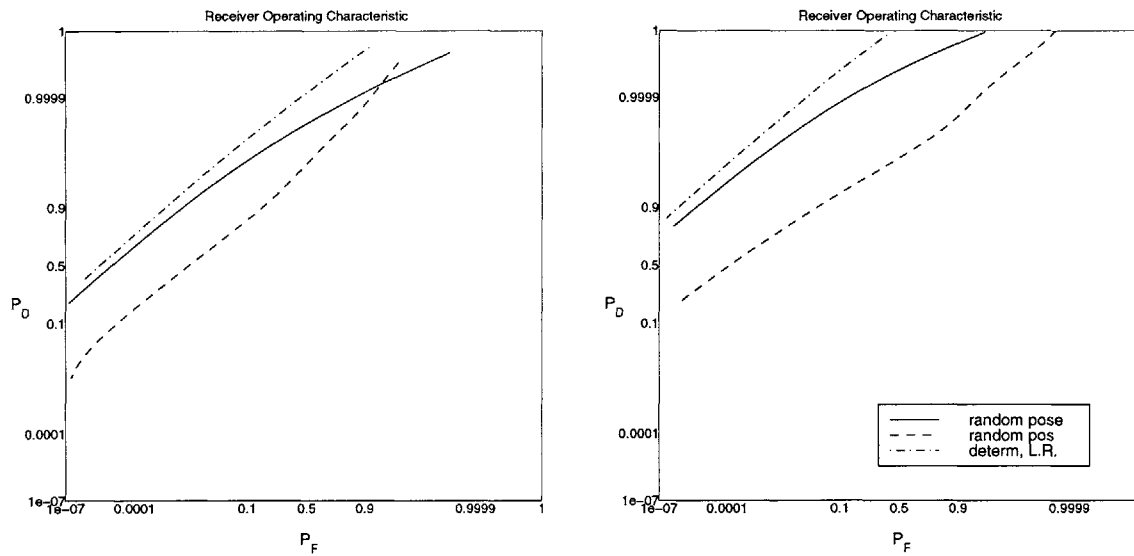 Receiver Operating Characteristic
1
0.9999
0.9
0.5
P_D
0.1
0.0001
1e-07
1e-07 0.0001 0.1 0.5 0.9 0.9999 1
P_F
Receiver Operating Characteristic
1
0.9999
0.9
0.5
P_D
0.1
random pose
random pos
determ, L.R.
0.0001
1e-07
1e-07 0.0001 0.1 0.5 0.9 0.9999
P_F